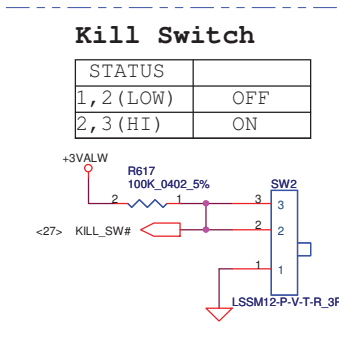 Kill Switch
STATUS
1,2(LOW) OFF
2,3(HI) ON
+3VALW
R617
100K_0402_5%
SW2
2 1 3 3
<27> KILL_SW# 2 2
1 1
LSSM12-P-V-T-R_3P